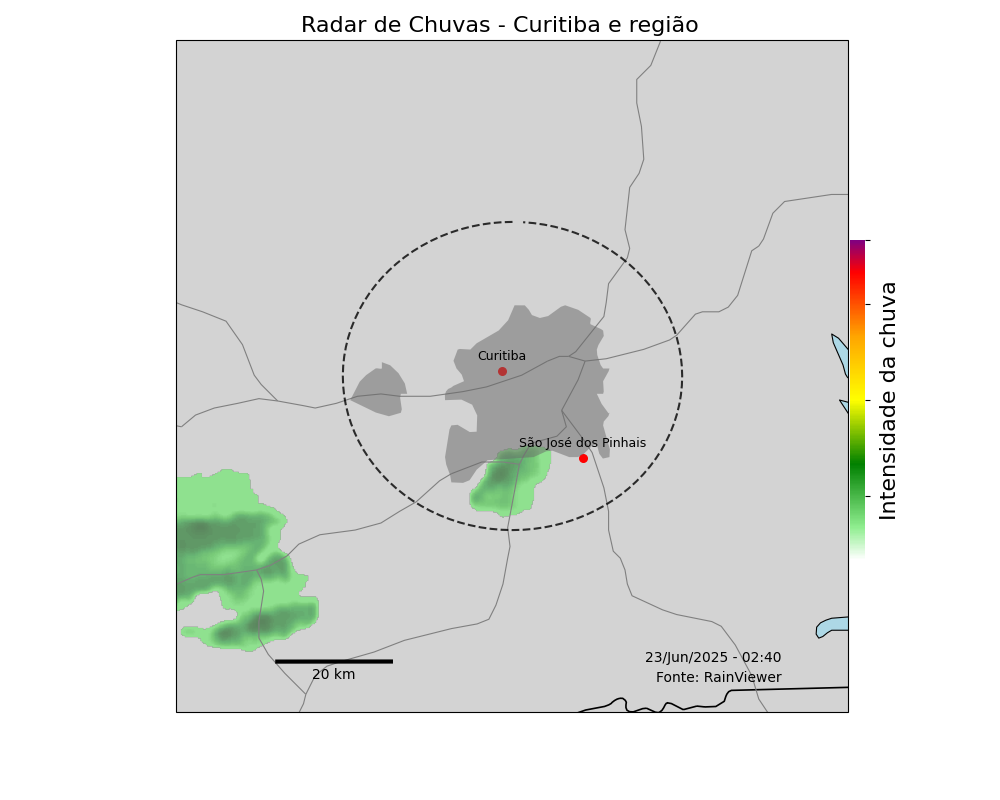 Radar de Chuvas - Curitiba e região
Curitiba
São José dos Pinhais
Intensidade da chuva
23/Jun/2025 - 02:40
20 km
Fonte: RainViewer